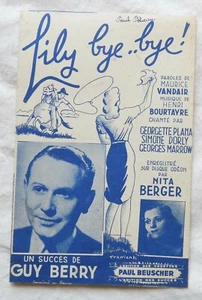 Lily bye..bye!
PAROLES DE
MAURICE
VANDAIR
MUSIQUE DE
HENRI
BOURTAYRE
CHANTÉ PAR
GEORGETTE PLANA
SIMONE DORLY
GEORGES MARROW
ENREGISTRÉ
SUR DISQUE ODÉON
PAR
NITA
BERGER
UN SUCCÈS DE
GUY BERRY
PAUL BEUSCHER